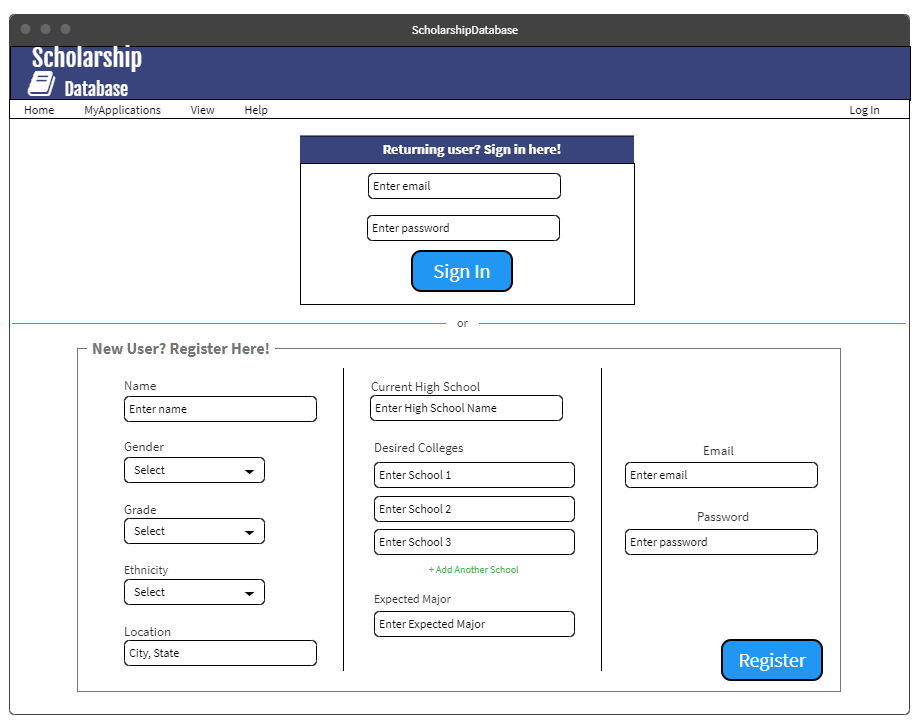 ScholarshipDatabase
Scholarship
Database
Home MyApplications View Help Log In
Returning user? Sign in here!
Enter email
Enter password
Sign In
or
New User? Register Here!
Name
Enter name
Gender
Select
Grade
Select
Ethnicity
Select
Location
City, State
Current High School
Enter High School Name
Desired Colleges
Enter School 1
Enter School 2
Enter School 3
+ Add Another School
Expected Major
Enter Expected Major
Email
Enter email
Password
Enter password
Register